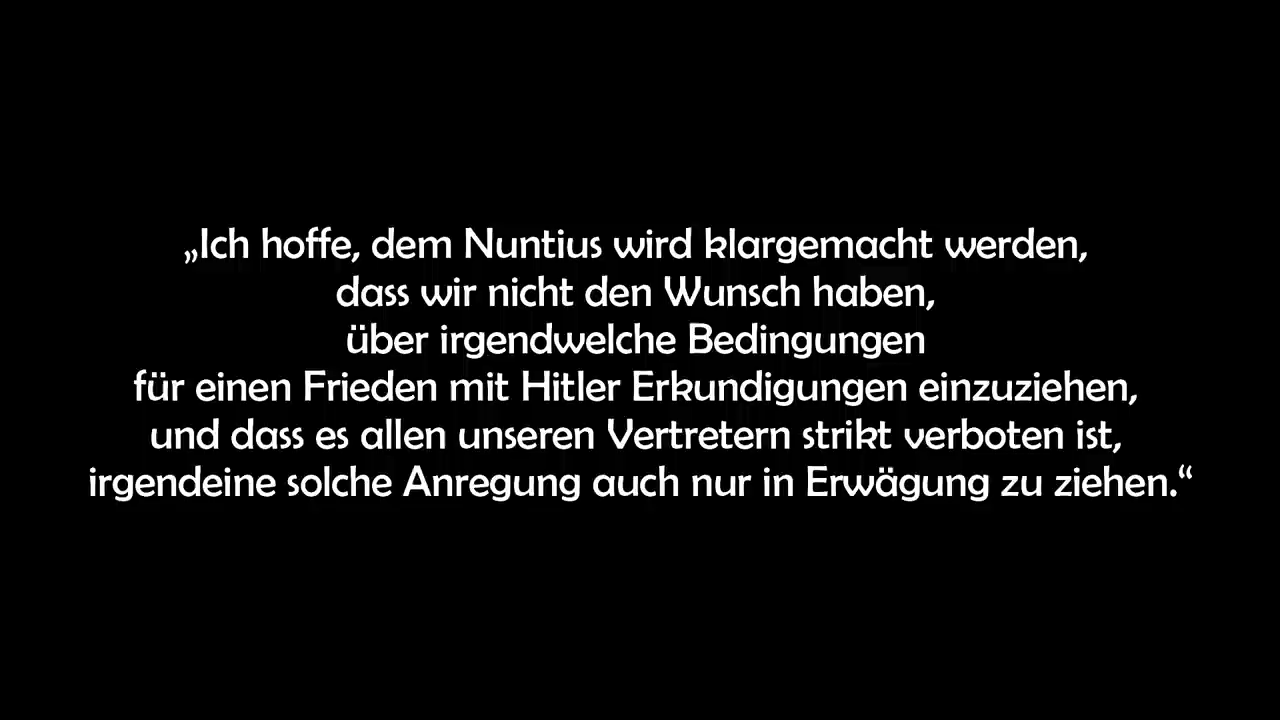 „Ich hoffe, dem Nuntius wird klargemacht werden,
dass wir nicht den Wunsch haben,
über irgendwelche Bedingungen
für einen Frieden mit Hitler Erkundigungen einzuziehen,
und dass es allen unseren Vertretern strikt verboten ist,
irgendeine solche Anregung auch nur in Erwägung zu ziehen.“